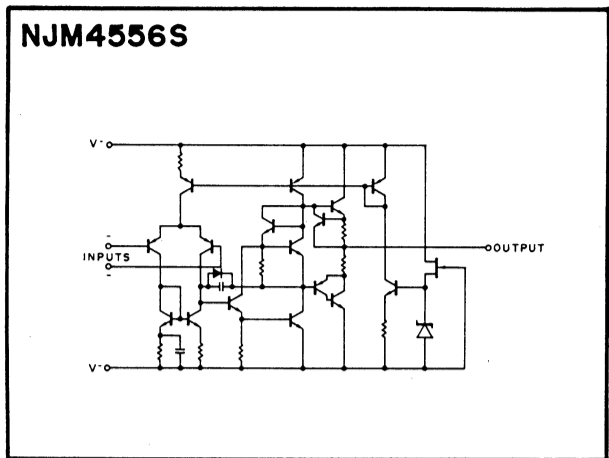 NJM4556S
V-
-
INPUTS
-
OUTPUT
V-